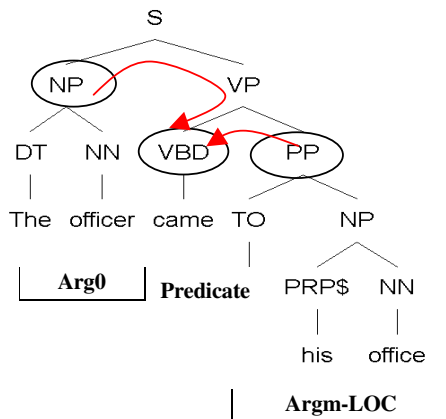 S
NP VP
DT NN VBD PP
The officer came TO NP
Arg0 Predicate PRP$ NN
his office
Argm-LOC